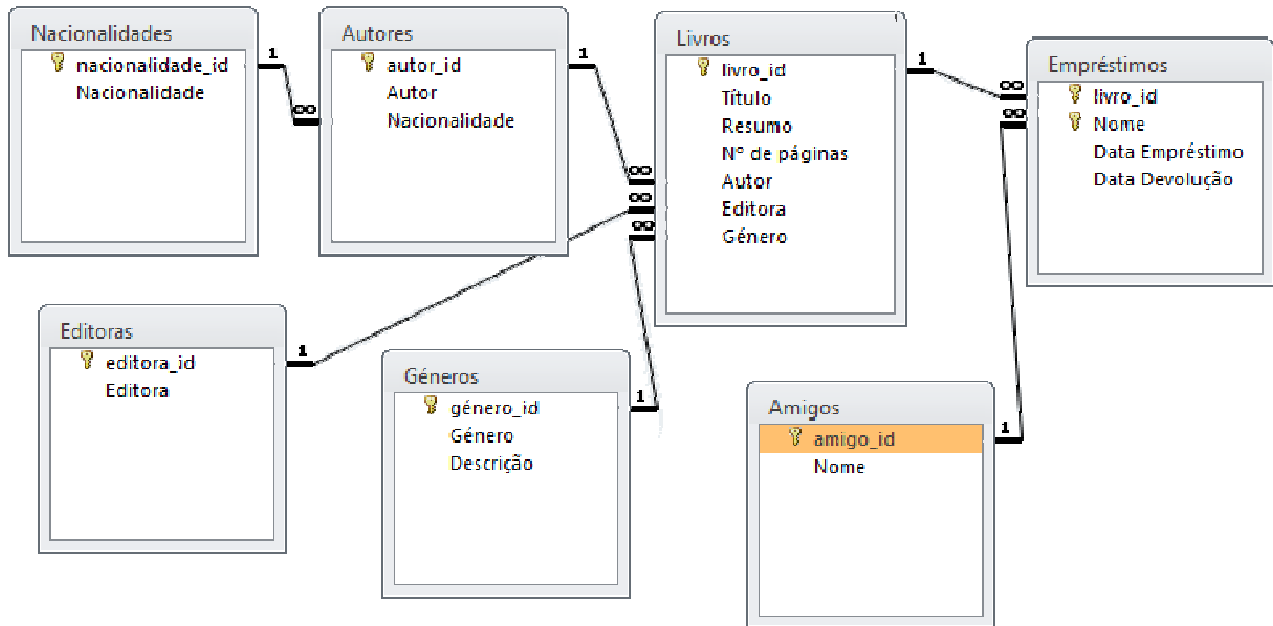 Nacionalidades
nacionalidade_id
Nacionalidade
1
∞
Autores
autor_id
Autor
Nacionalidade
1
∞
∞
∞
Livros
livro_id
Título
Resumo
Nº de páginas
Autor
Editora
Género
1
∞
∞
Empréstimos
livro_id
Nome
Data Empréstimo
Data Devolução
Editoras
editora_id
Editora
1
Géneros
género_id
Género
Descrição
1
Amigos
amigo_id
Nome
1